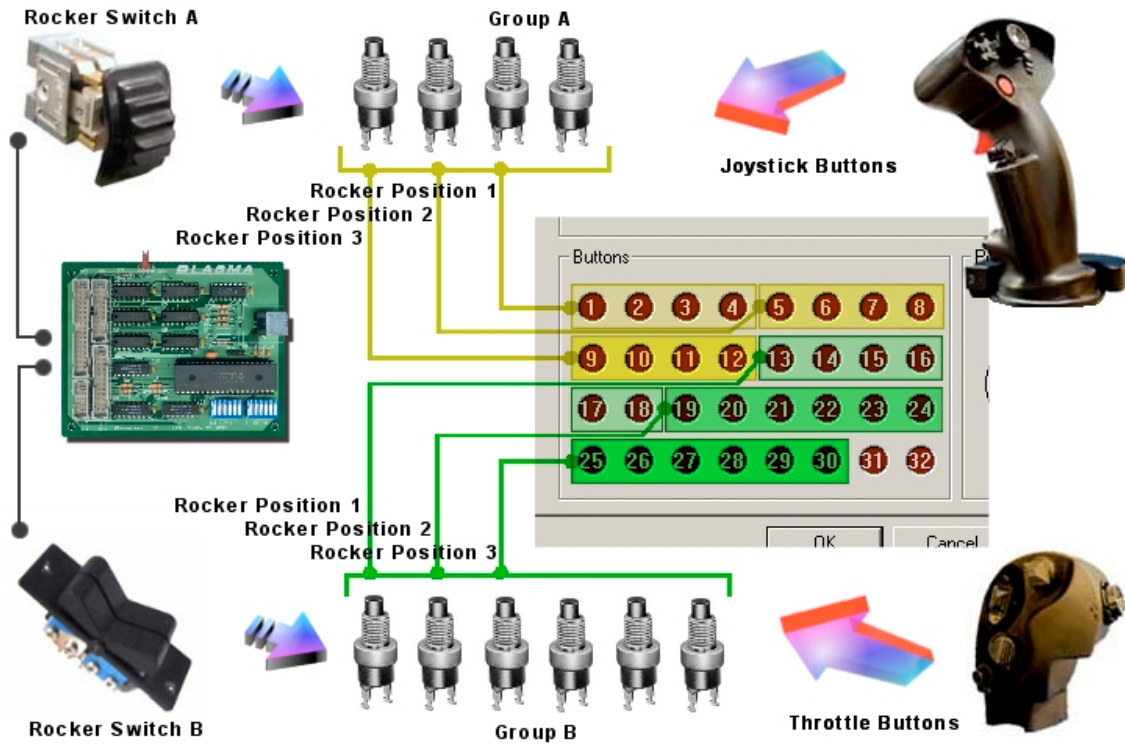 Rocker Switch A
Group A
Joystick Buttons
Rocker Position 1
Rocker Position 2
Rocker Position 3
PLASMA
Buttons
1 2 3 4 5 6 7 8
9 10 11 12 13 14 15 16
17 18 19 20 21 22 23 24
25 26 27 28 29 30 31 32
OK
Cancel
Rocker Position 1
Rocker Position 2
Rocker Position 3
Rocker Switch B
Group B
Throttle Buttons